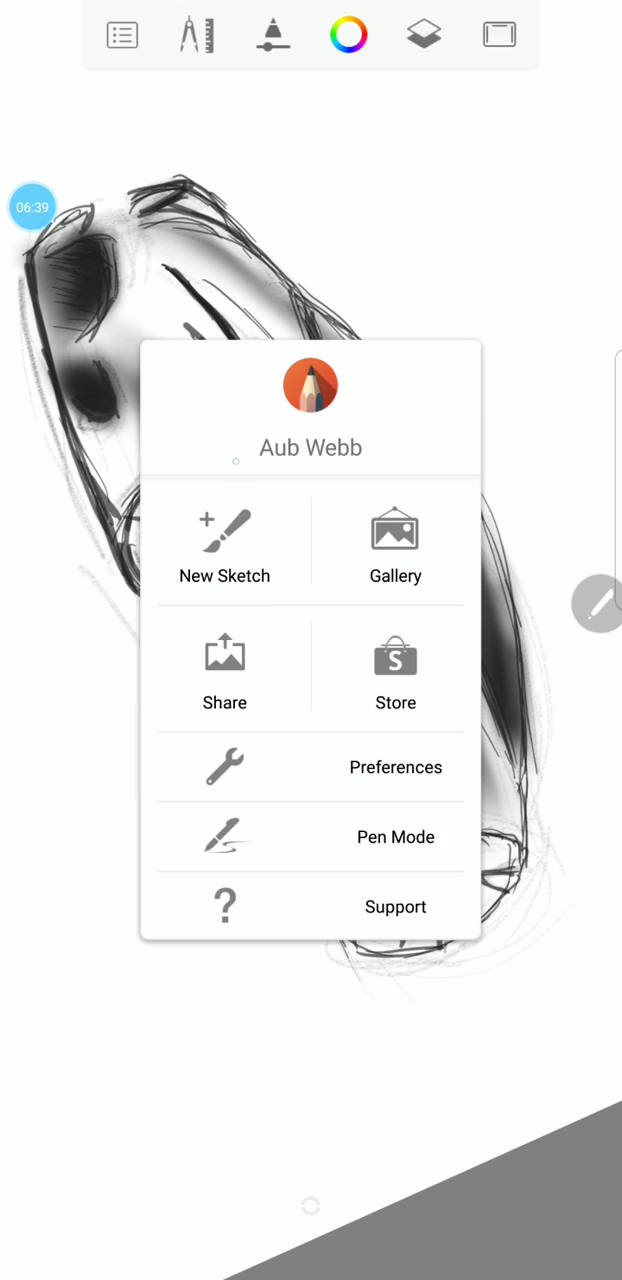 06:39
Aub Webb
New Sketch
Gallery
Share
S
Store
Preferences
Pen Mode
?
Support